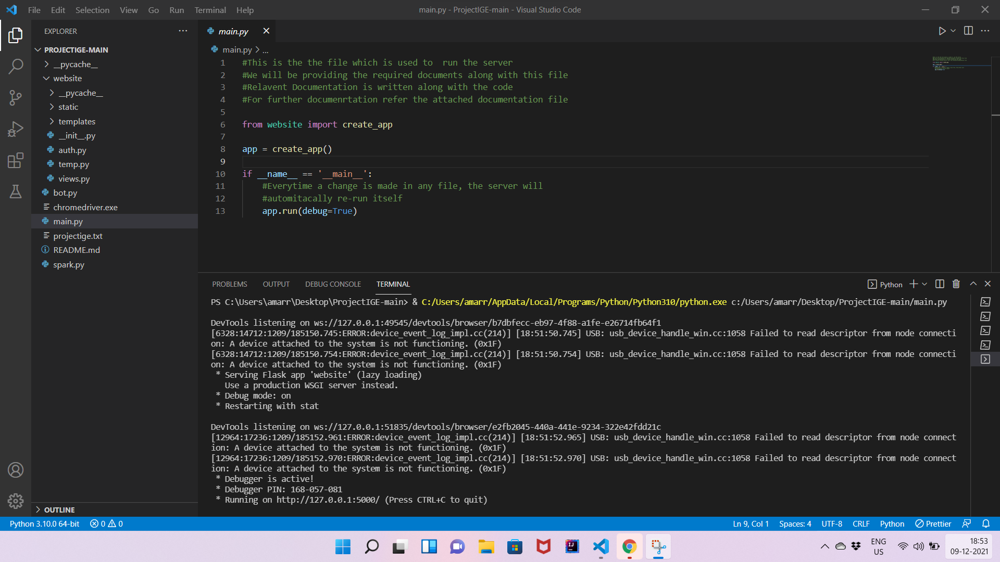 File Edit Selection View Go Run Terminal Help
main.py - ProjectIGE-main - Visual Studio Code
EXPLORER
PROJECTIGE-MAIN
__pycache__
website
__pycache__
static
templates
__init__.py
auth.py
temp.py
views.py
bot.py
chromedriver.exe
main.py
projectige.txt
README.md
spark.py
OUTLINE
main.py
main.py > ...
1 #This is the the file which is used to  run the server
2 #We will be providing the required documents along with this file
3 #Relavent Documentation is written along with the code
4 #For further documenrtation refer the attached documentation file
5
6 from website import create_app
7
8 app = create_app()
9
10 if __name__ == '__main__':
11     #Everytime a change is made in any file, the server will
12     #automitacally re-run itself
13     app.run(debug=True)
PROBLEMS OUTPUT DEBUG CONSOLE TERMINAL
Python
PS C:\Users\amarr\Desktop\ProjectIGE-main> & C:/Users/amarr/AppData/Local/Programs/Python/Python310/python.exe c:/Users/amarr/Desktop/ProjectIGE-main/main.py
DevTools listening on ws://127.0.0.1:49545/devtools/browser/b7dbfecc-eb97-4f88-a1fe-e26714fb64f1
[6328:14712:1209/185150.745:ERROR:device_event_log_impl.cc(214)] [18:51:50.745] USB: usb_device_handle_win.cc:1058 Failed to read descriptor from node connecti
on: A device attached to the system is not functioning. (0x1F)
[6328:14712:1209/185150.754:ERROR:device_event_log_impl.cc(214)] [18:51:50.754] USB: usb_device_handle_win.cc:1058 Failed to read descriptor from node connecti
on: A device attached to the system is not functioning. (0x1F)
* Serving Flask app 'website' (lazy loading)
Use a production WSGI server instead.
* Debug mode: on
* Restarting with stat
DevTools listening on ws://127.0.0.1:51835/devtools/browser/e2fb2045-440a-441e-9234-322e42fdd21c
[12964:17236:1209/185152.961:ERROR:device_event_log_impl.cc(214)] [18:51:52.965] USB: usb_device_handle_win.cc:1058 Failed to read descriptor from node connect
ion: A device attached to the system is not functioning. (0x1F)
[12964:17236:1209/185152.970:ERROR:device_event_log_impl.cc(214)] [18:51:52.970] USB: usb_device_handle_win.cc:1058 Failed to read descriptor from node connect
ion: A device attached to the system is not functioning. (0x1F)
* Debugger is active!
* Debugger PIN: 168-057-081
* Running on http://127.0.0.1:5000/ (Press CTRL+C to quit)
Python 3.10.0 64-bit 0 0 Ln 9, Col 1 Spaces: 4 UTF-8 CRLF Python Prettier
ENG
US
18:53
09-12-2021